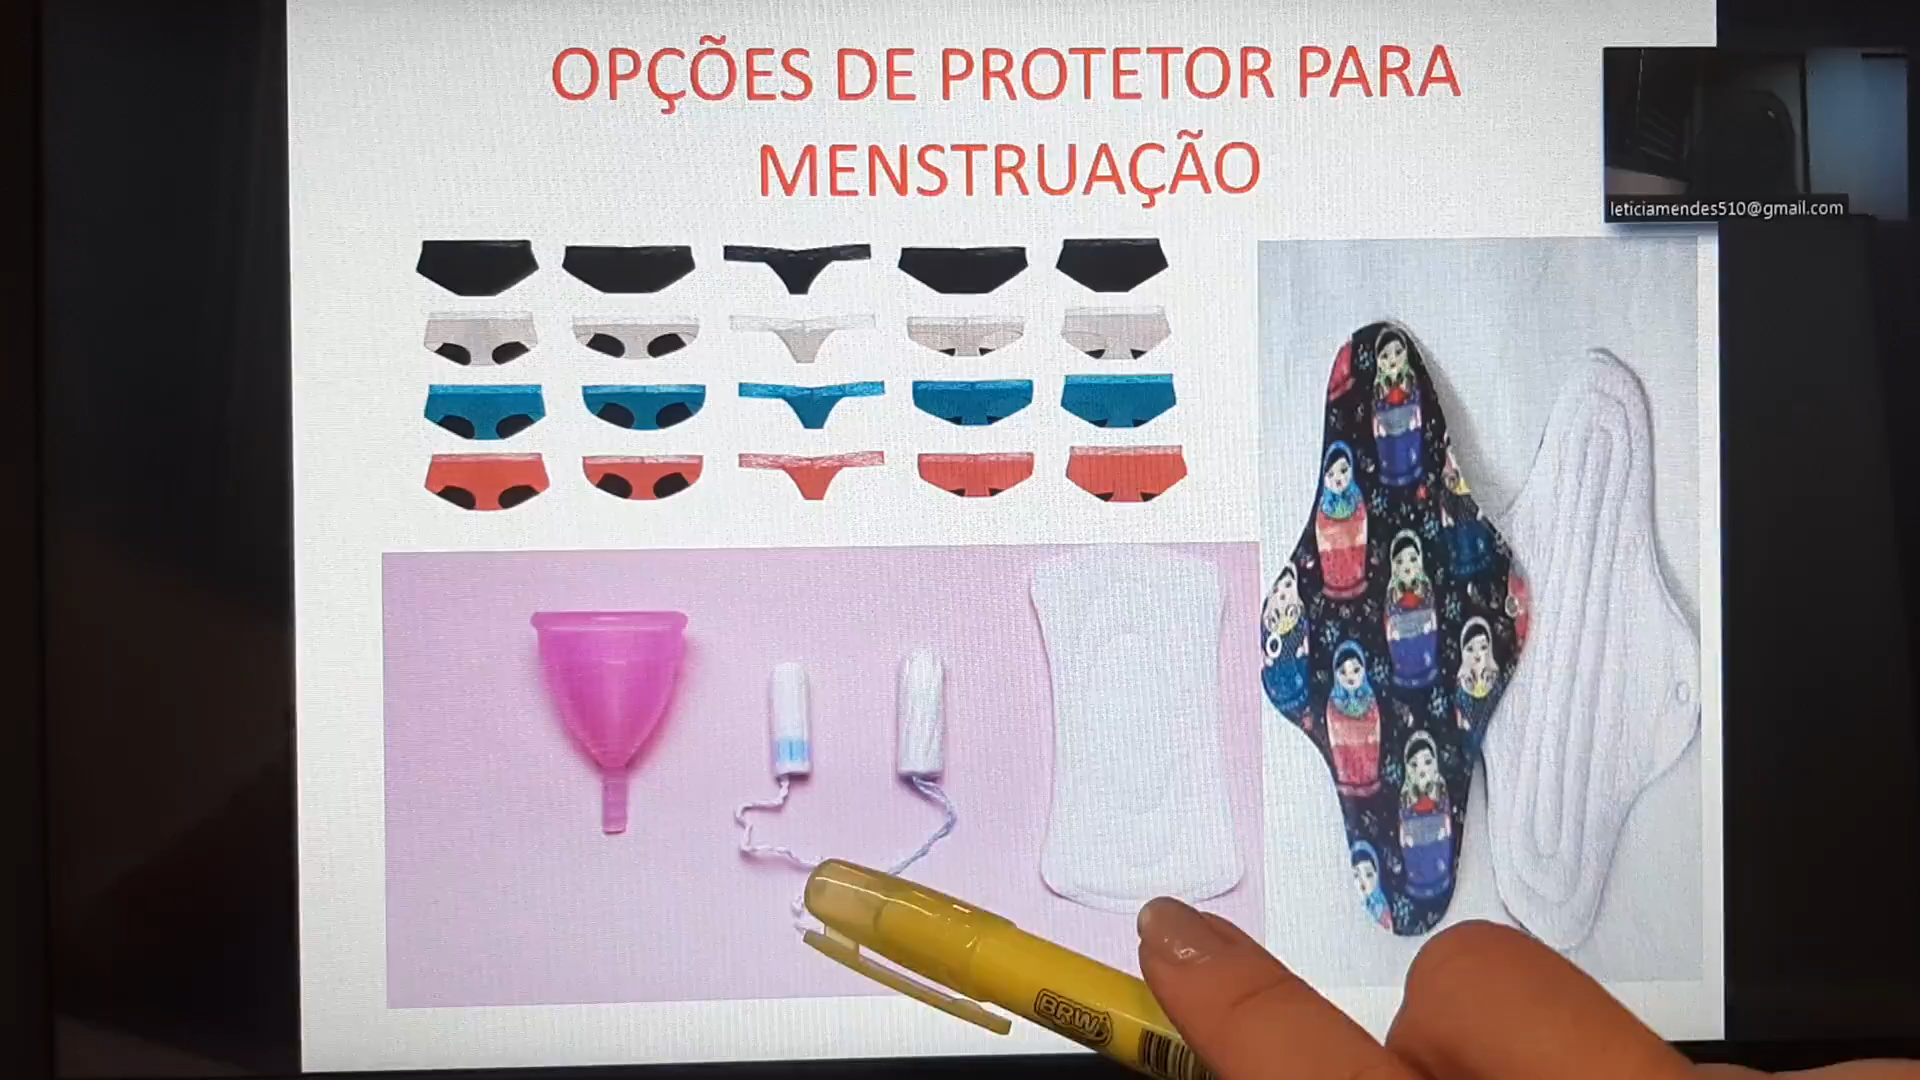 OPÇÕES DE PROTETOR PARA
MENSTRUAÇÃO
leticiamendes510@gmail.com
BRW